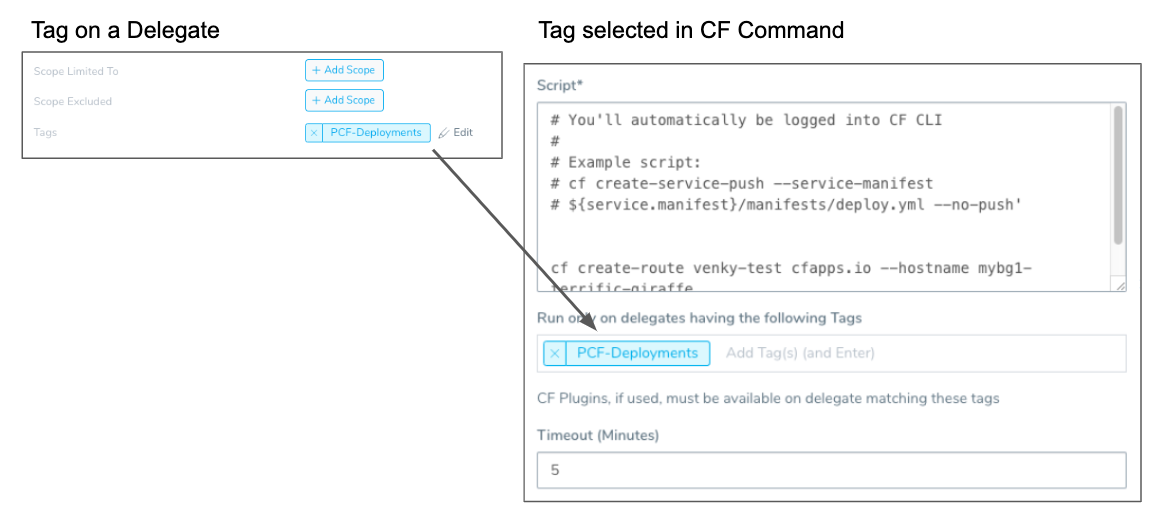 Tag on a Delegate
Scope Limited To
+ Add Scope
Scope Excluded
+ Add Scope
Tags
× PCF-Deployments
Edit
Tag selected in CF Command
Script*
# You'll automatically be logged into CF CLI
#
# Example script:
# cf create-service-push --service-manifest
# ${service.manifest}/manifests/deploy.yml --no-push'
cf create-route venky-test cfapps.io --hostname mybg1-
terrific-giraffe
Run only on delegates having the following Tags
× PCF-Deployments Add Tag(s) (and Enter)
CF Plugins, if used, must be available on delegate matching these tags
Timeout (Minutes)
5